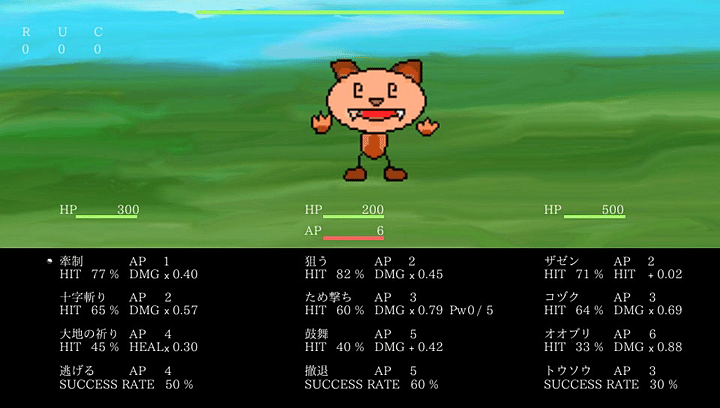 R U C
0 0 0
HP 300 HP 200 HP 500
AP 6
牽制 AP 1 狙う AP 2 ザゼン AP 2
HIT 77 % DMG x 0.40 HIT 82 % DMG x 0.45 HIT 71 % HIT + 0.02
十字斬り AP 2 ため撃ち AP 3 コヅク AP 3
HIT 65 % DMG x 0.57 HIT 60 % DMG x 0.79 Pw0 / 5 HIT 64 % DMG x 0.69
大地の祈り AP 4 鼓舞 AP 5 オオブリ AP 6
HIT 45 % HEALx 0.30 HIT 40 % DMG + 0.42 HIT 33 % DMG x 0.88
逃げる AP 4 撤退 AP 5 トウソウ AP 3
SUCCESS RATE 50 % SUCCESS RATE 60 % SUCCESS RATE 30 %